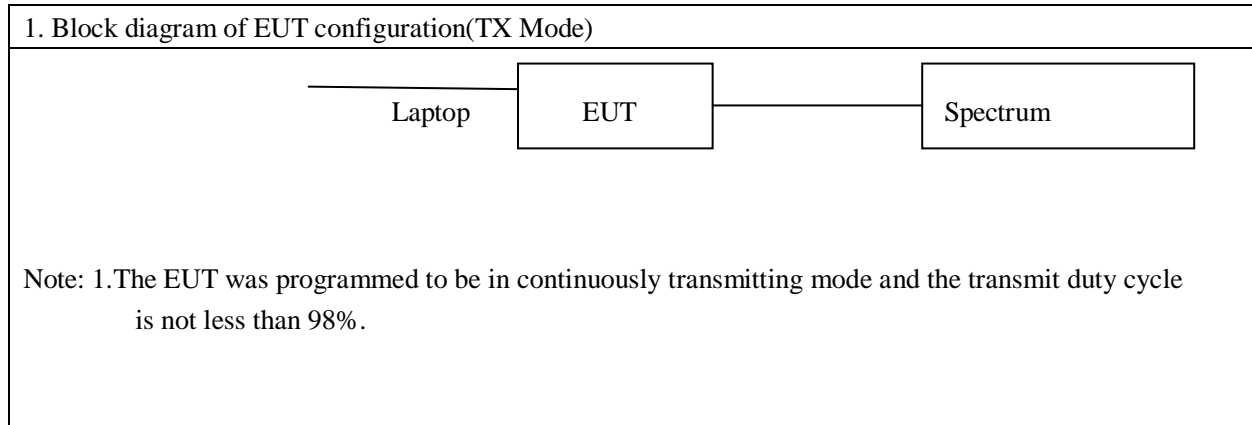 1. Block diagram of EUT configuration(TX Mode)
Laptop EUT Spectrum
Note: 1.The EUT was programmed to be in continuously transmitting mode and the transmit duty cycle
is not less than 98%.